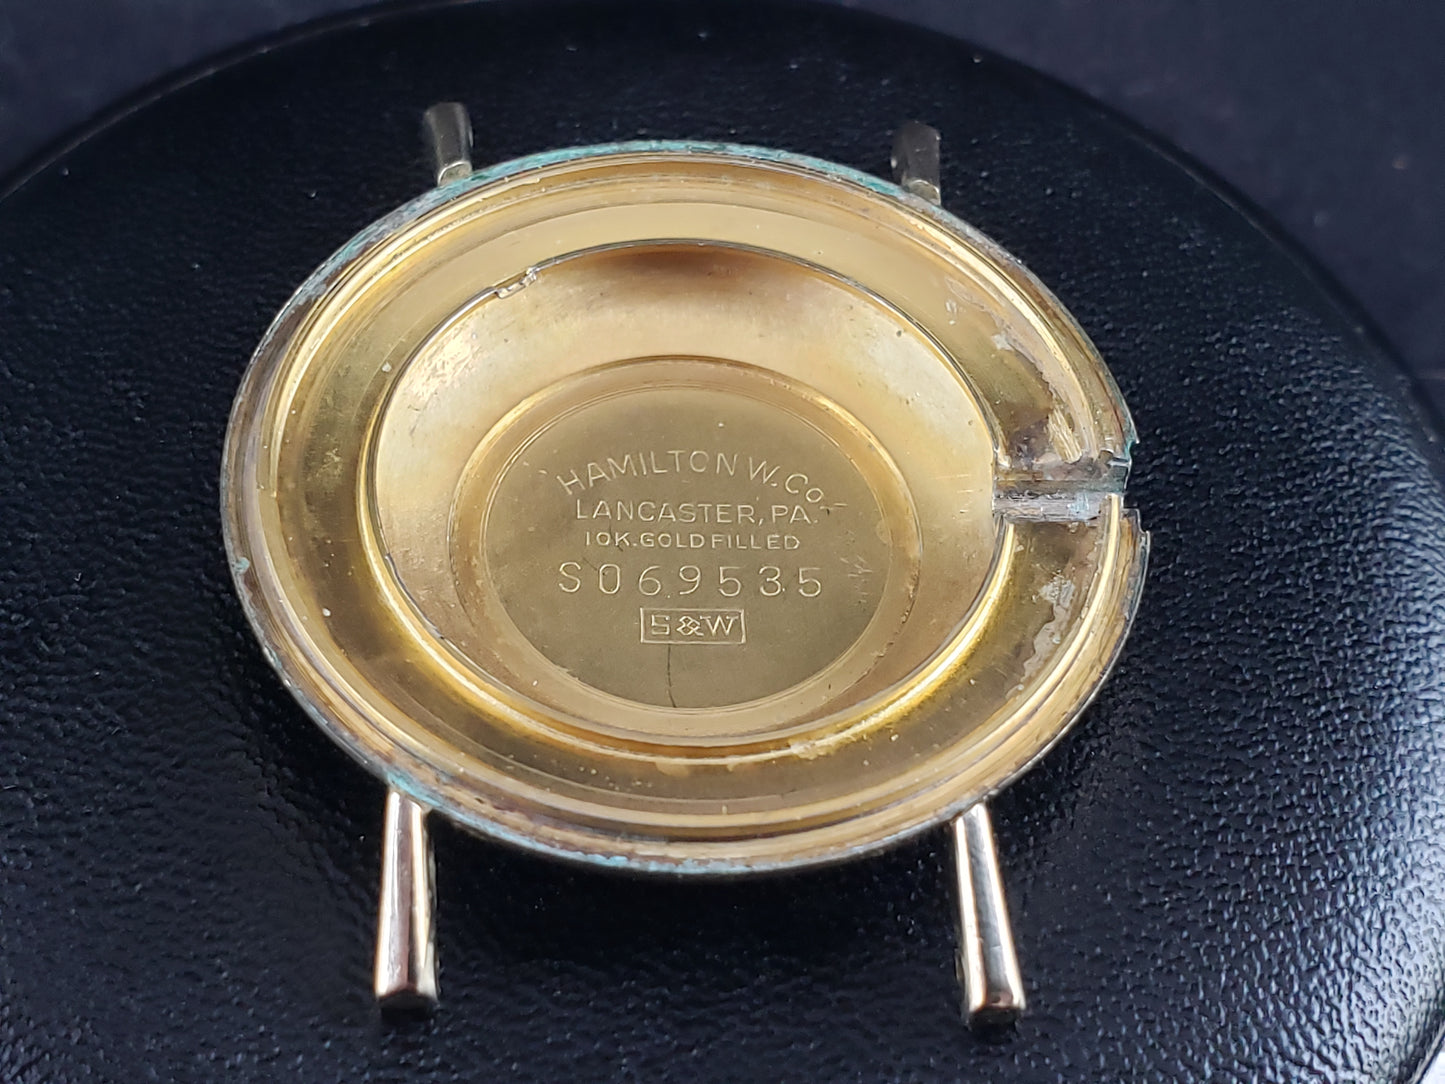 HAMILTON W. Co.
LANCASTER, PA.
10K. GOLD FILLED
S069535
S&W